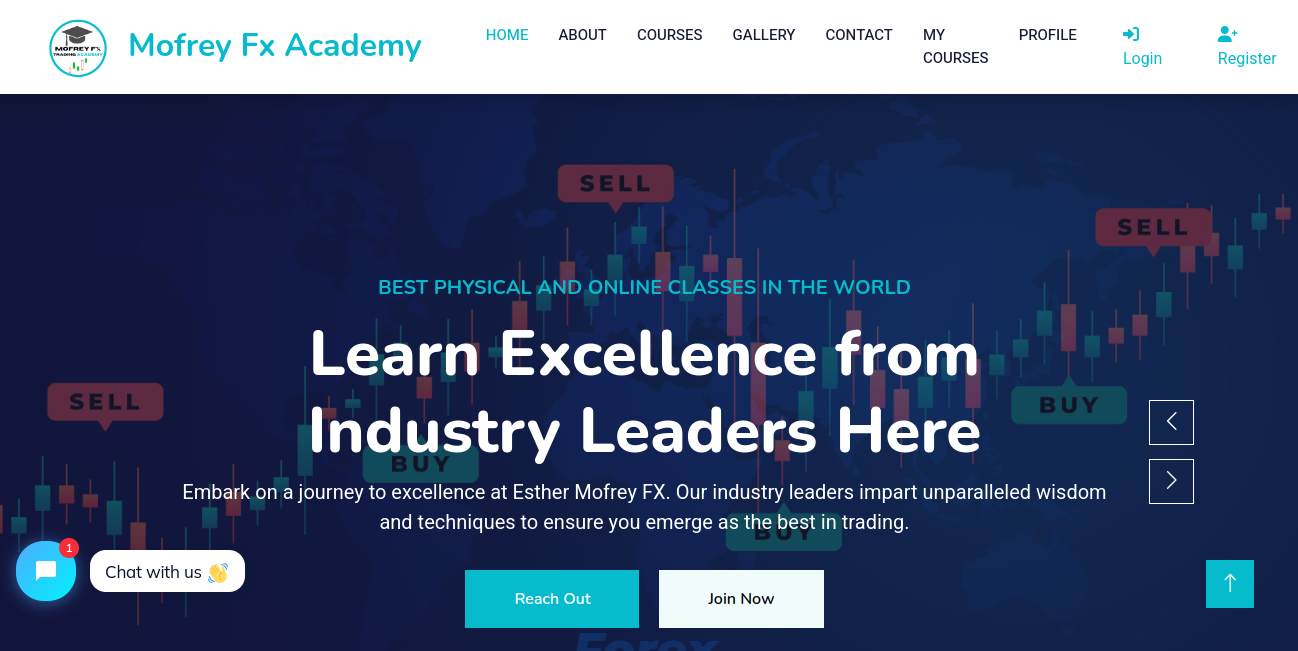 MOFREY FX
TRADING ACADEMY
Mofrey Fx Academy
HOME
ABOUT
COURSES
GALLERY
CONTACT
MY
COURSES
PROFILE
Login
Register
SELL
SELL
BEST PHYSICAL AND ONLINE CLASSES IN THE WORLD
Learn Excellence from
Industry Leaders Here
SELL
BUY
BUY
Embark on a journey to excellence at Esther Mofrey FX. Our industry leaders impart unparalleled wisdom
and techniques to ensure you emerge as the best in trading.
BUY
1
Chat with us 👋
Reach Out
Join Now
Forex